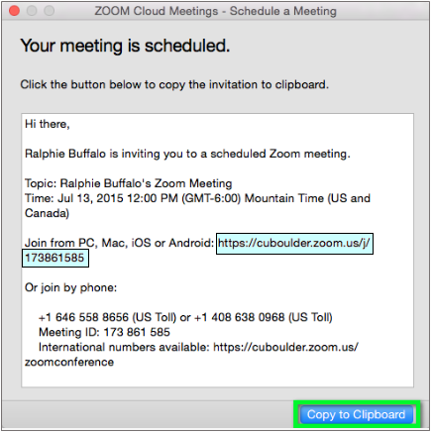 ZOOM Cloud Meetings - Schedule a Meeting
Your meeting is scheduled.
Click the button below to copy the invitation to clipboard.
Hi there,
Ralphie Buffalo is inviting you to a scheduled Zoom meeting.
Topic: Ralphie Buffalo's Zoom Meeting
Time: Jul 13, 2015 12:00 PM (GMT-6:00) Mountain Time (US and
Canada)
Join from PC, Mac, iOS or Android: https://cuboulder.zoom.us/j/
173861585
Or join by phone:
+1 646 558 8656 (US Toll) or +1 408 638 0968 (US Toll)
Meeting ID: 173 861 585
International numbers available: https://cuboulder.zoom.us/
zoomconference
Copy to Clipboard